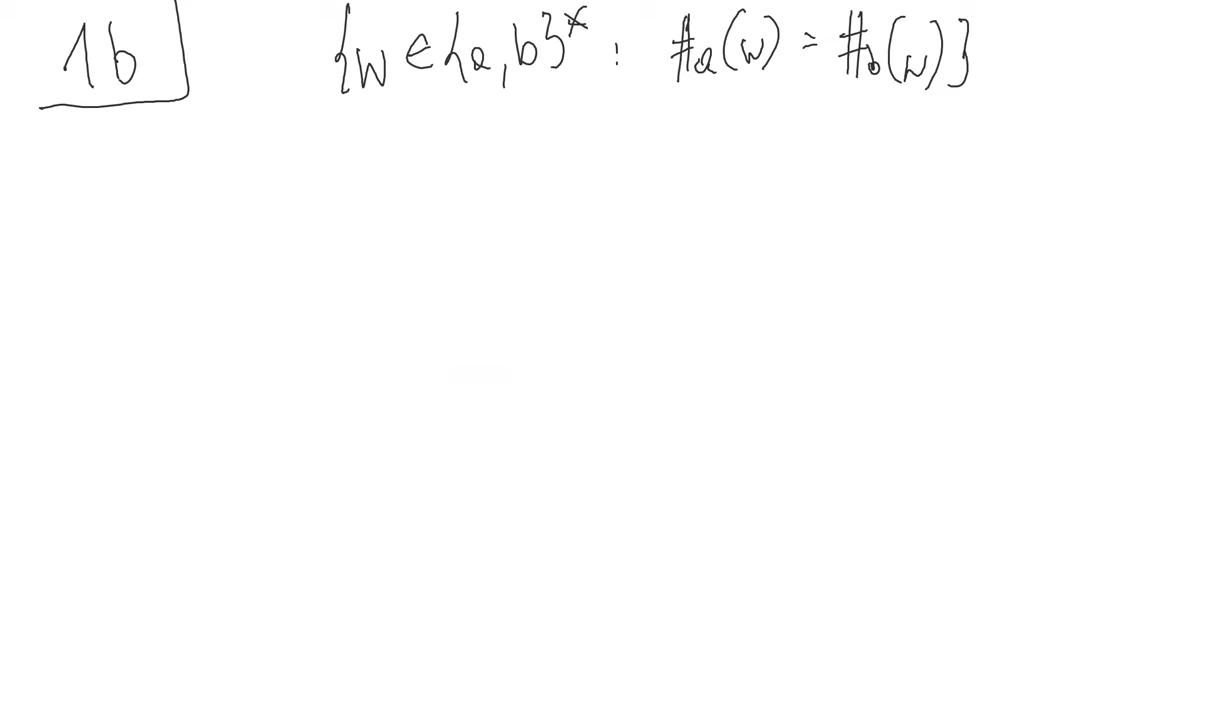 1b {w ∈ {a, b}* : #a(w) = #b(w)}